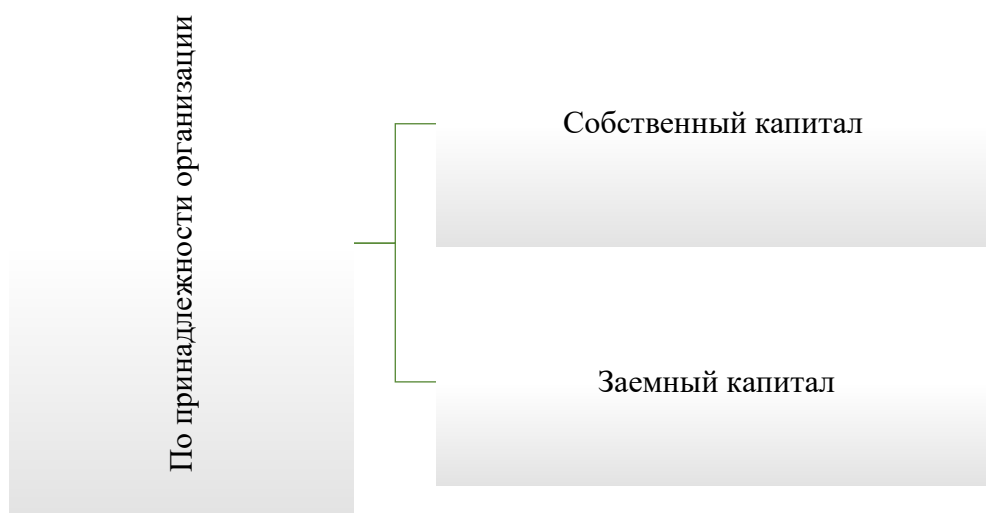 По принадлежности организации
Собственный капитал
Заемный капитал